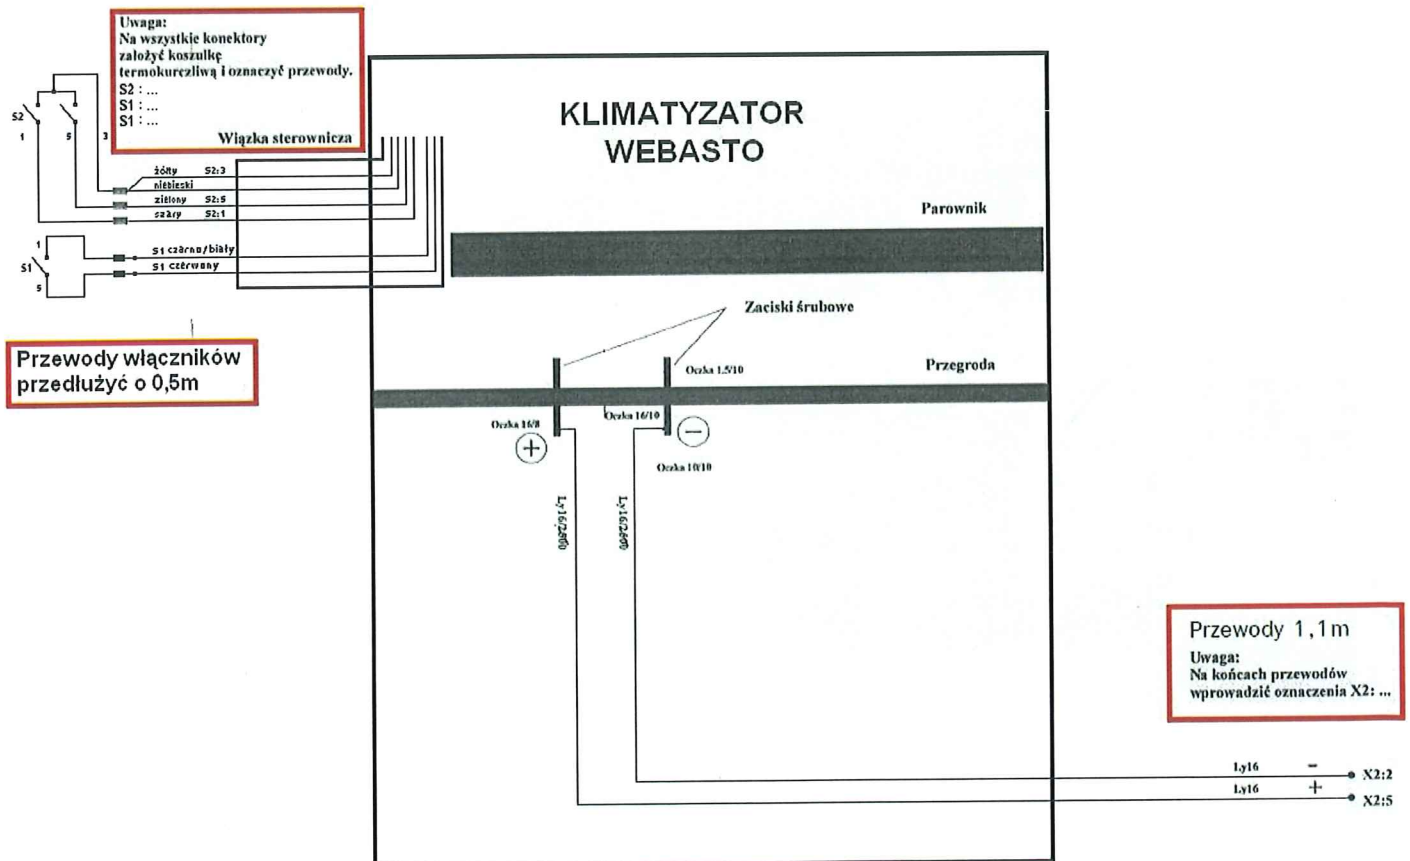 Uwaga:
Na wszystkie konektory
założyć koszulkę
termokurczliwą i oznaczyć przewody.
S2 : ...
S1 : ...
S1 : ...
Wiązka sterownicza
KLIMATYZATOR
WEBASTO
S2
1
5
3
żółty S2:3
niebieski
zielony S2:5
szary S2:1
Parownik
1
S1
5
S1 czarno/biały
S1 czerwony
Zaciski śrubowe
Przewody włączników
przedłużyć o 0,5m
Oczka 1,5/10
Przegroda
Oczka 16/8
Oczka 16/10
+
−
Oczka 10/10
Ly16/2600
Przewody 1,1m
Uwaga:
Na końcach przewodów
wprowadzić oznaczenia X2: ...
Ly16 − X2:2
Ly16 + X2:5